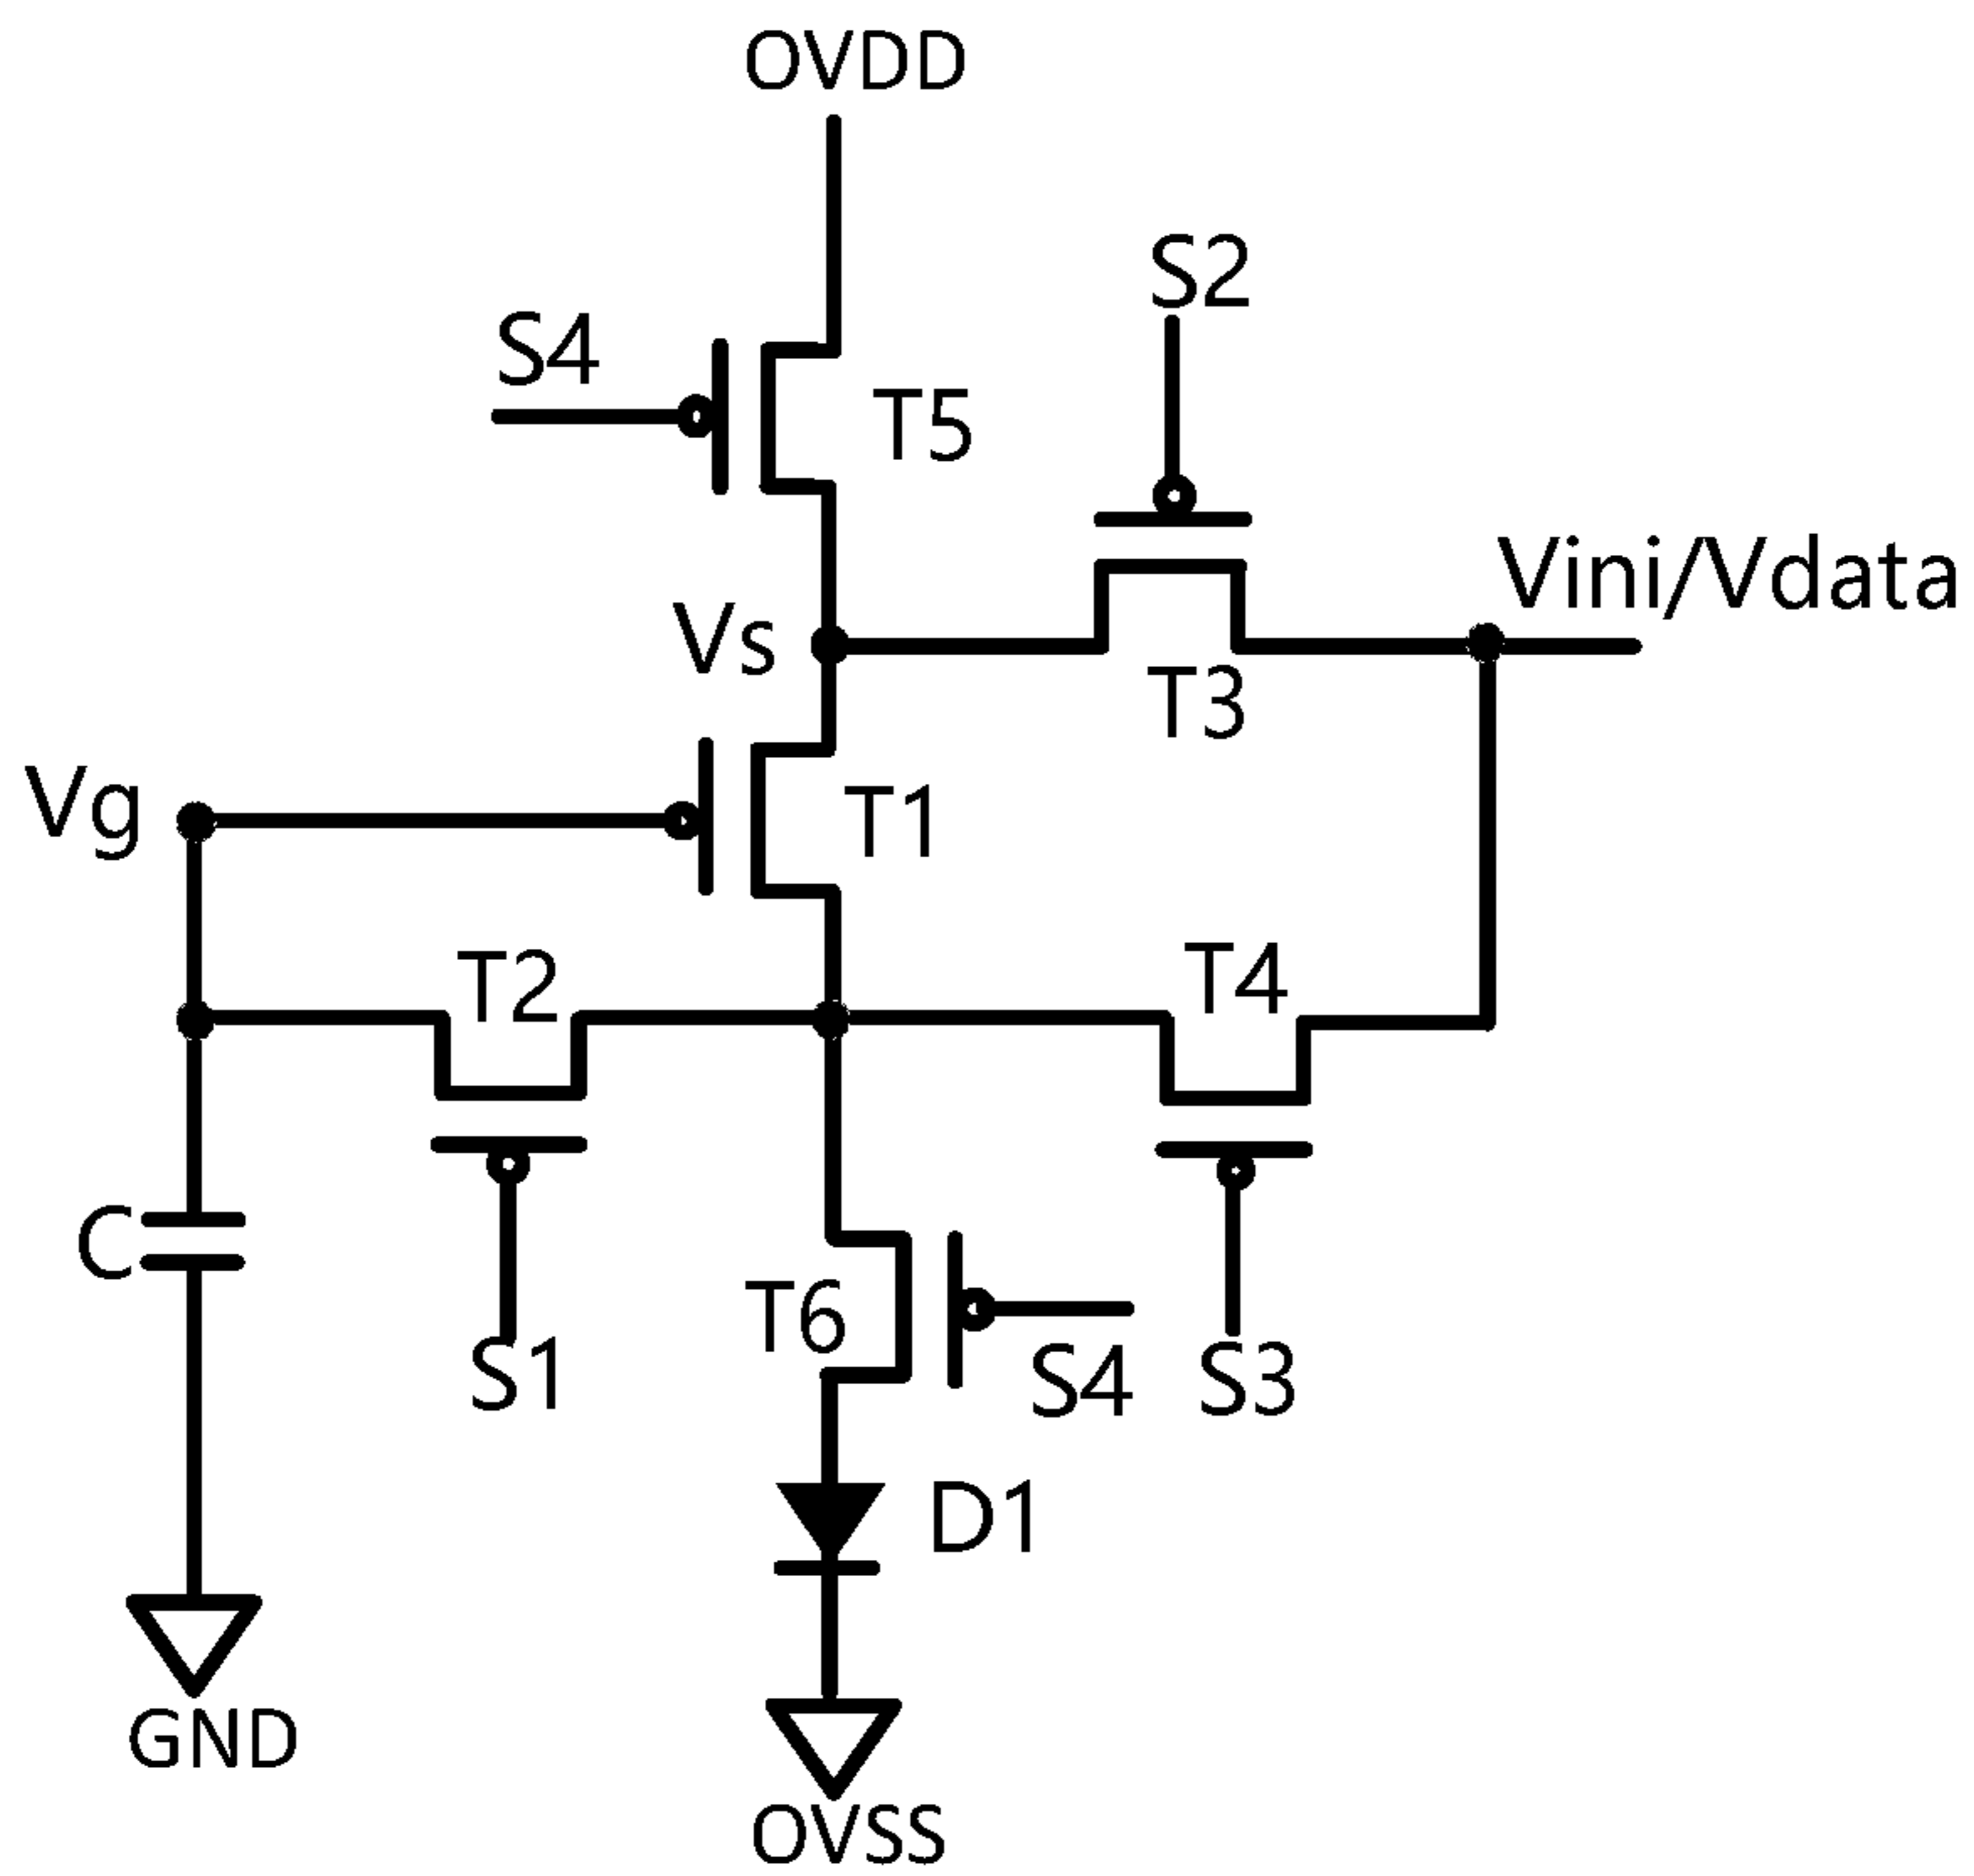 OVDD
S2
S4
T5
Vini/Vdata
Vs
T3
Vg
T1
T2
T4
C
T6
S1
S4
S3
D1
GND
OVSS